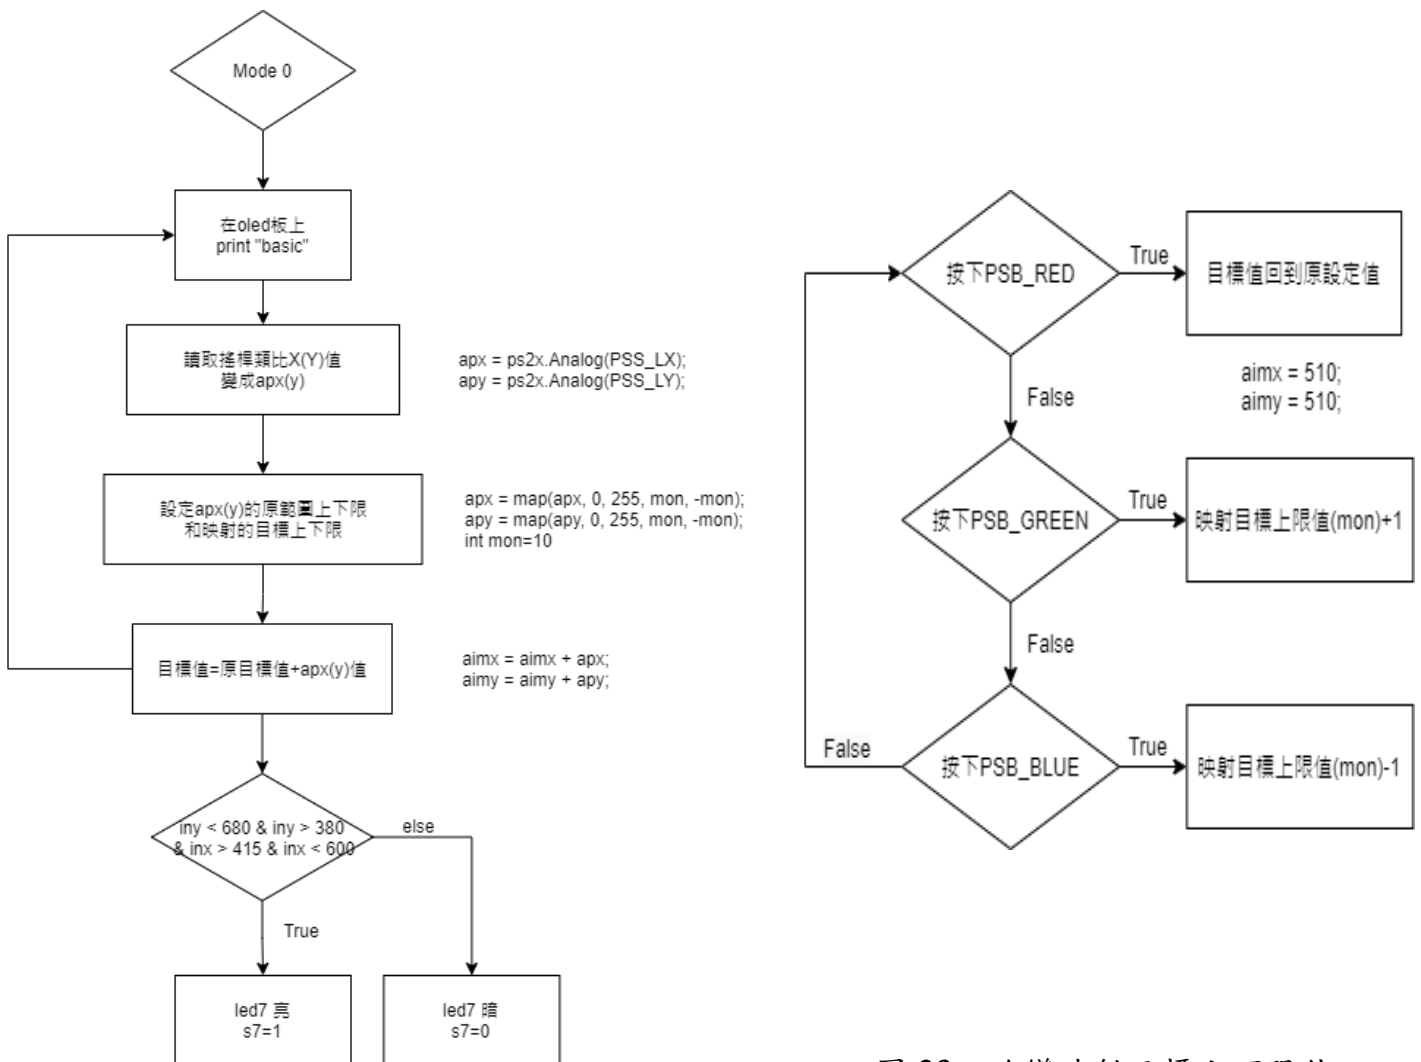 Mode 0
在oled板上
print "basic"
讀取搖桿類比X(Y)值
變成apx(y)
apx = ps2x.Analog(PSS_LX);
apy = ps2x.Analog(PSS_LY);
設定apx(y)的原範圍上下限
和映射的目標上下限
apx = map(apx, 0, 255, mon, -mon);
apy = map(apy, 0, 255, mon, -mon);
int mon=10
目標值=原目標值+apx(y)值
aimx = aimx + apx;
aimy = aimy + apy;
iny < 680 & iny > 380
& inx > 415 & inx < 600
else
True
led7 亮
s7=1
led7 暗
s7=0
按下PSB_RED
True
目標值回到原設定值
aimx = 510;
aimy = 510;
False
按下PSB_GREEN
True
映射目標上限值(mon)+1
False
按下PSB_BLUE
True
映射目標上限值(mon)-1
False